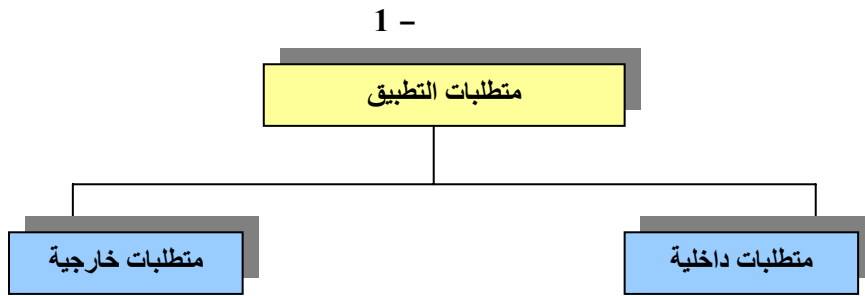 1 –
متطلبات التطبيق
متطلبات داخلية
متطلبات خارجية